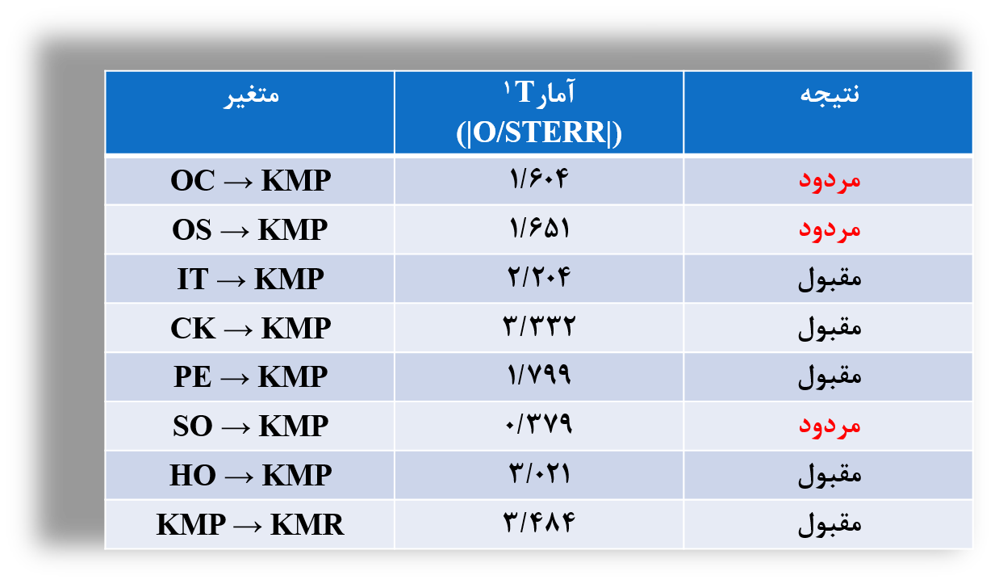 متغیر
آمار T۱
(|O/STERR|)
نتیجه
OC → KMP
۱/۶۰۴
مردود
OS → KMP
۱/۶۵۱
مردود
IT → KMP
۲/۲۰۴
مقبول
CK → KMP
۳/۳۳۲
مقبول
PE → KMP
۱/۷۹۹
مقبول
SO → KMP
۰/۳۷۹
مردود
HO → KMP
۳/۰۲۱
مقبول
KMP → KMR
۳/۴۸۴
مقبول